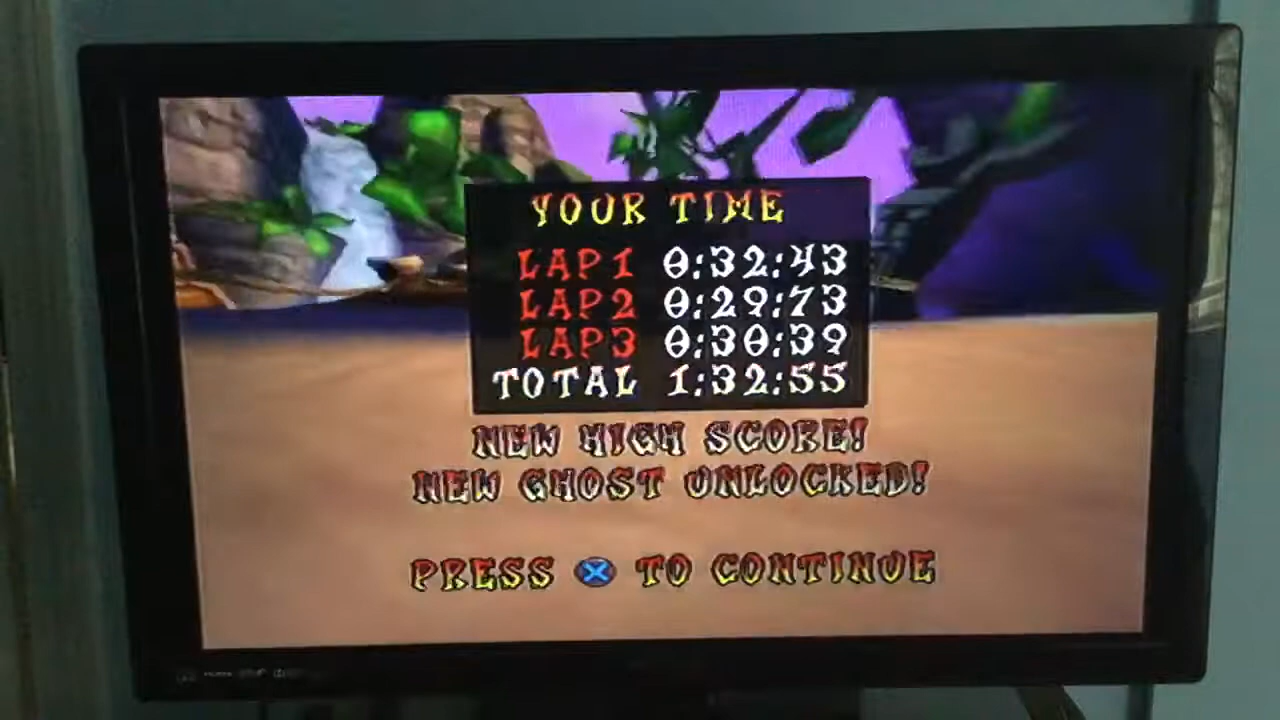 YOUR TIME
LAP1 0:32:43
LAP2 0:29:73
LAP3 0:30:39
TOTAL 1:32:55
NEW HIGH SCORE!
NEW GHOST UNLOCKED!
PRESS TO CONTINUE